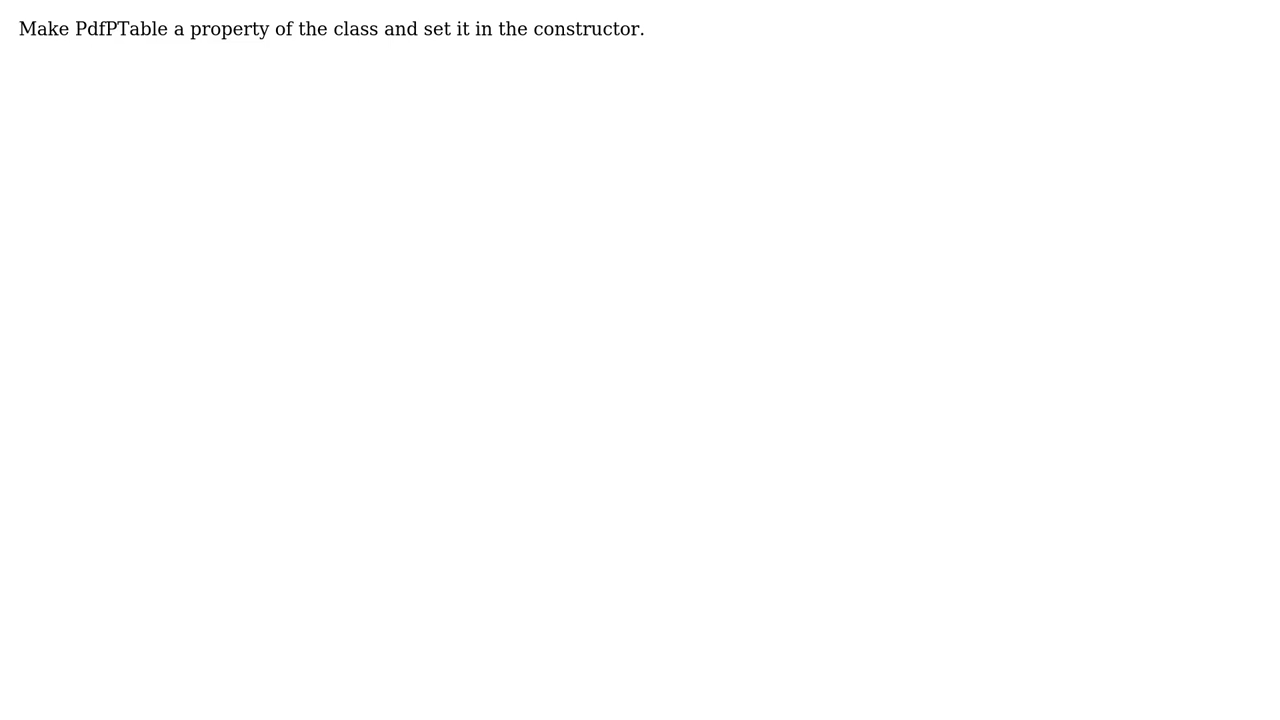 Make PdfPTable a property of the class and set it in the constructor.